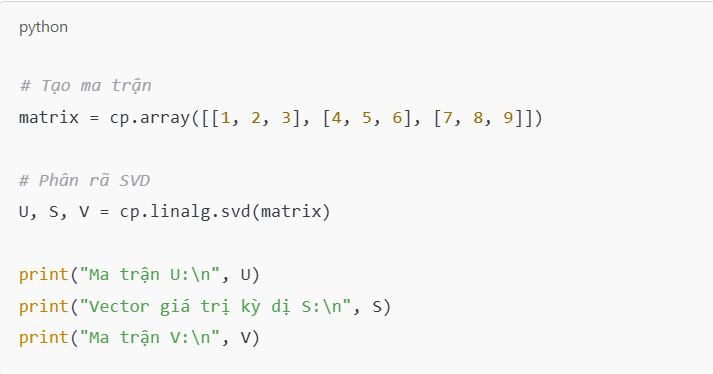 python
# Tạo ma trận
matrix = cp.array([[1, 2, 3], [4, 5, 6], [7, 8, 9]])
# Phân rã SVD
U, S, V = cp.linalg.svd(matrix)
print("Ma trận U:\n", U)
print("Vector giá trị kỳ dị S:\n", S)
print("Ma trận V:\n", V)